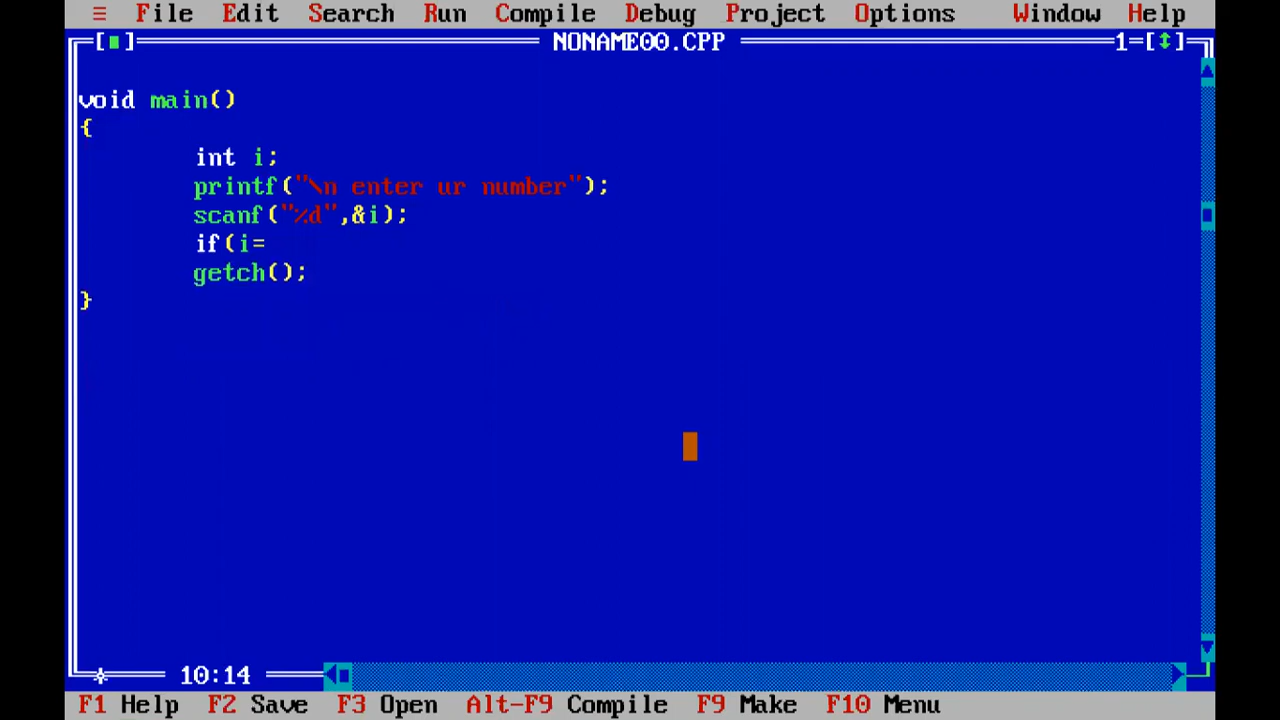 ≡ File Edit Search Run Compile Debug Project Options Window Help
[■] NONAME00.CPP 1=[↕]
void main()
{
int i;
printf("\n enter ur number");
scanf("%d",&i);
if(i=
getch();
}
* 10:14
F1 Help F2 Save F3 Open Alt-F9 Compile F9 Make F10 Menu